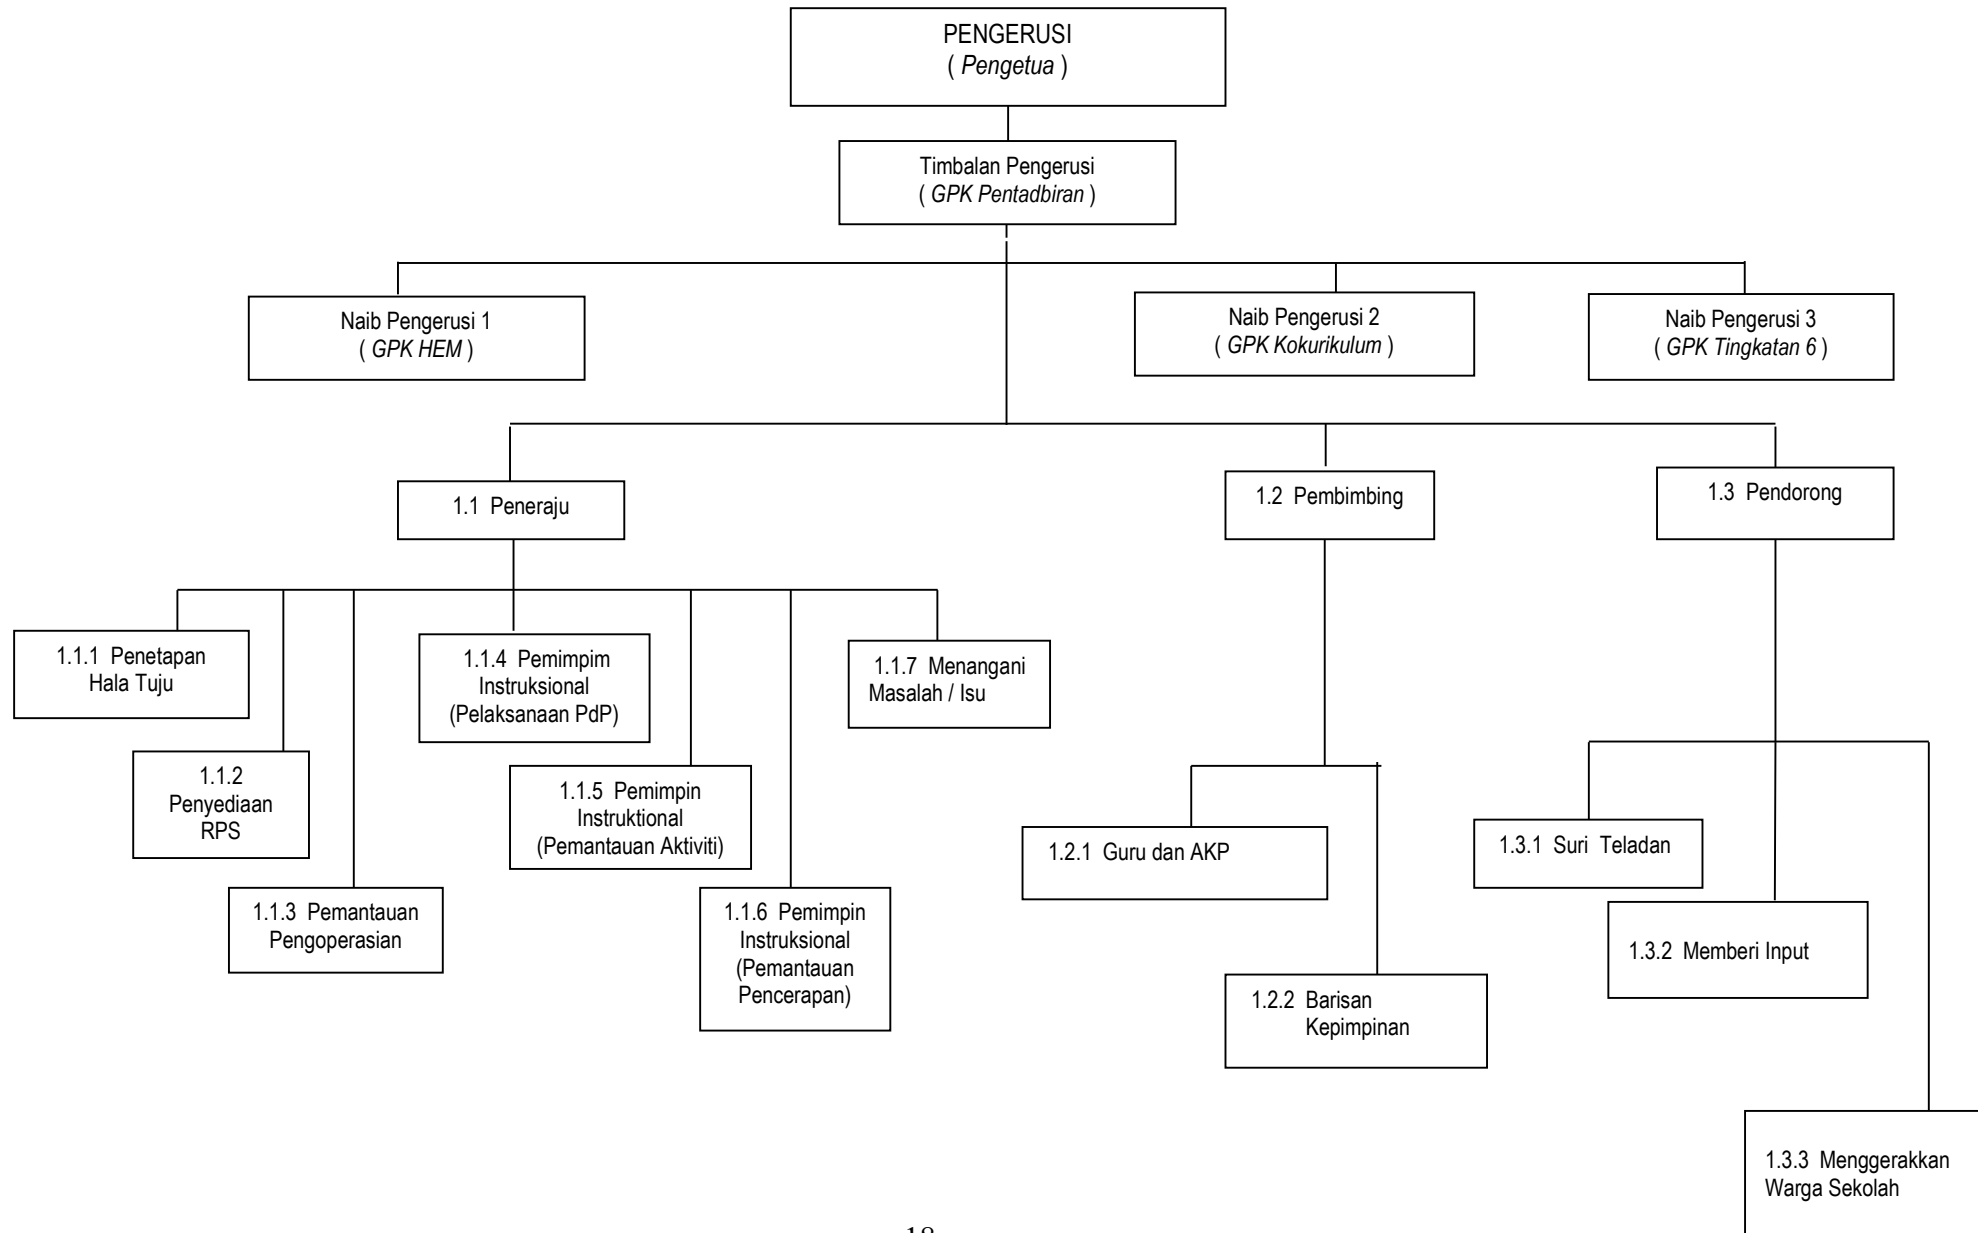 PENGERUSI
( Pengetua )
Timbalan Pengerusi
( GPK Pentadbiran )
Naib Pengerusi 1
( GPK HEM )
Naib Pengerusi 2
( GPK Kokurikulum )
Naib Pengerusi 3
( GPK Tingkatan 6 )
1.1 Peneraju
1.2 Pembimbing
1.3 Pendorong
1.1.1 Penetapan
Hala Tuju
1.1.2
Penyediaan
RPS
1.1.3 Pemantauan
Pengoperasian
1.1.4 Pemimpim
Instruksional
(Pelaksanaan PdP)
1.1.5 Pemimpin
Instruktional
(Pemantauan Aktiviti)
1.1.6 Pemimpin
Instruksional
(Pemantauan
Pencerapan)
1.1.7 Menangani
Masalah / Isu
1.2.1 Guru dan AKP
1.2.2 Barisan
Kepimpinan
1.3.1 Suri Teladan
1.3.2 Memberi Input
1.3.3 Menggerakkan
Warga Sekolah